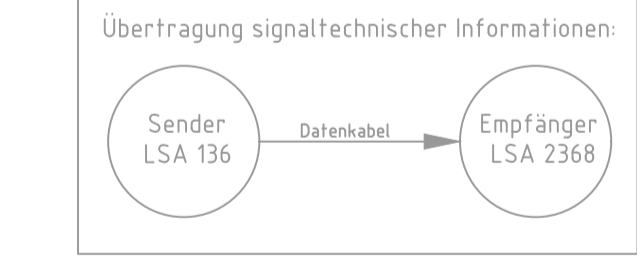 Übertragung signaltechnischer Informationen:
Sender
LSA 136
Datenkabel
Empfänger
LSA 2368